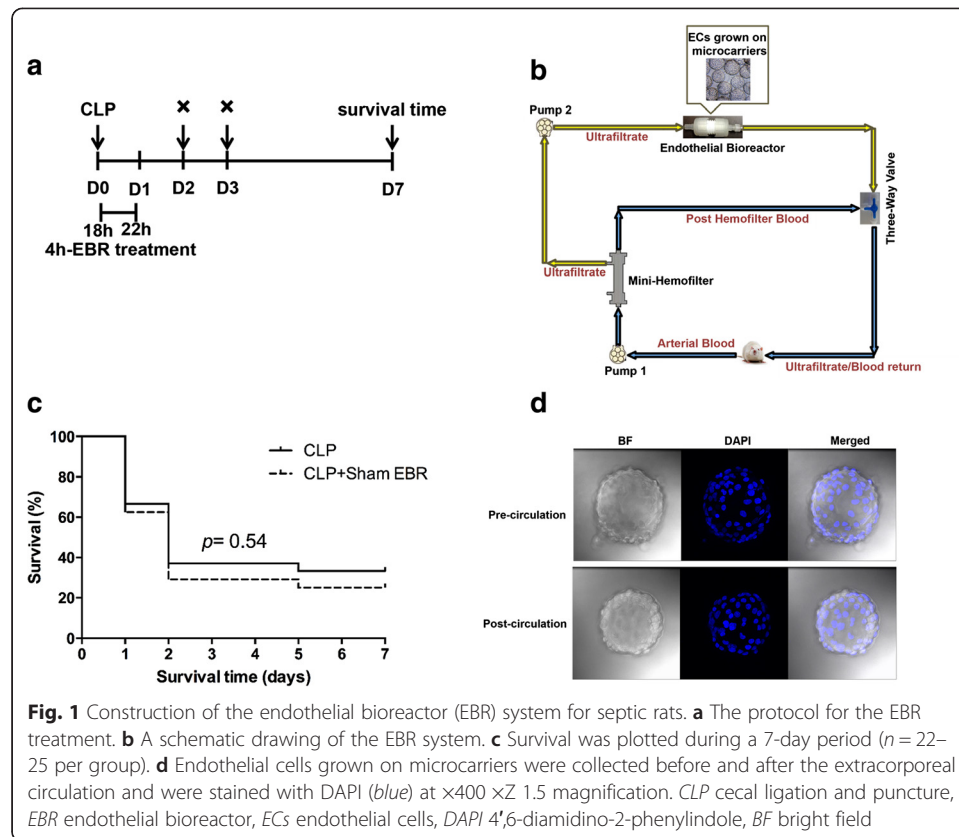 a
CLP
× ×
survival time
D0 D1 D2 D3 D7
18h 22h
4h-EBR treatment
b
ECs grown on
microcarriers
Pump 2
Ultrafiltrate
Endothelial Bioreactor
Three-Way Valve
Post Hemofilter Blood
Ultrafiltrate
Mini-Hemofilter
Arterial Blood
Pump 1
Ultrafiltrate/Blood return
c
100
80
60
40
20
0
Survival (%)
CLP
CLP+Sham EBR
p= 0.54
0 1 2 3 4 5 6 7
Survival time (days)
d
BF DAPI Merged
Pre-circulation
Post-circulation
Fig. 1 Construction of the endothelial bioreactor (EBR) system for septic rats. a The protocol for the EBR
treatment. b A schematic drawing of the EBR system. c Survival was plotted during a 7-day period (n = 22–
25 per group). d Endothelial cells grown on microcarriers were collected before and after the extracorporeal
circulation and were stained with DAPI (blue) at ×400 ×Z 1.5 magnification. CLP cecal ligation and puncture,
EBR endothelial bioreactor, ECs endothelial cells, DAPI 4′,6-diamidino-2-phenylindole, BF bright field